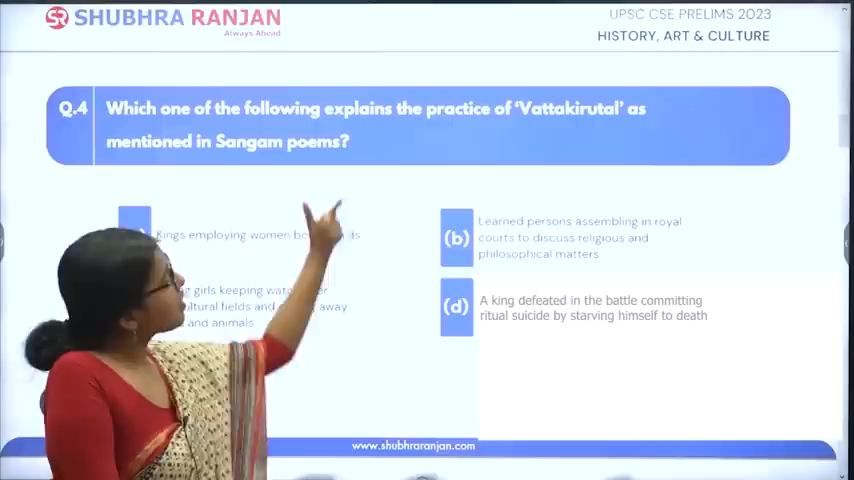 SR SHUBHRA RANJAN
Always Ahead
UPSC CSE PRELIMS 2023
HISTORY, ART & CULTURE
Q.4 Which one of the following explains the practice of ‘Vattakirutal’ as
mentioned in Sangam poems?
Kings employing women
(b) Learned persons assembling in royal
courts to discuss religious and
philosophical matters
girls keeping
fields and away
and animals
(d) A king defeated in the battle committing
ritual suicide by starving himself to death
www.shubhraranjan.com